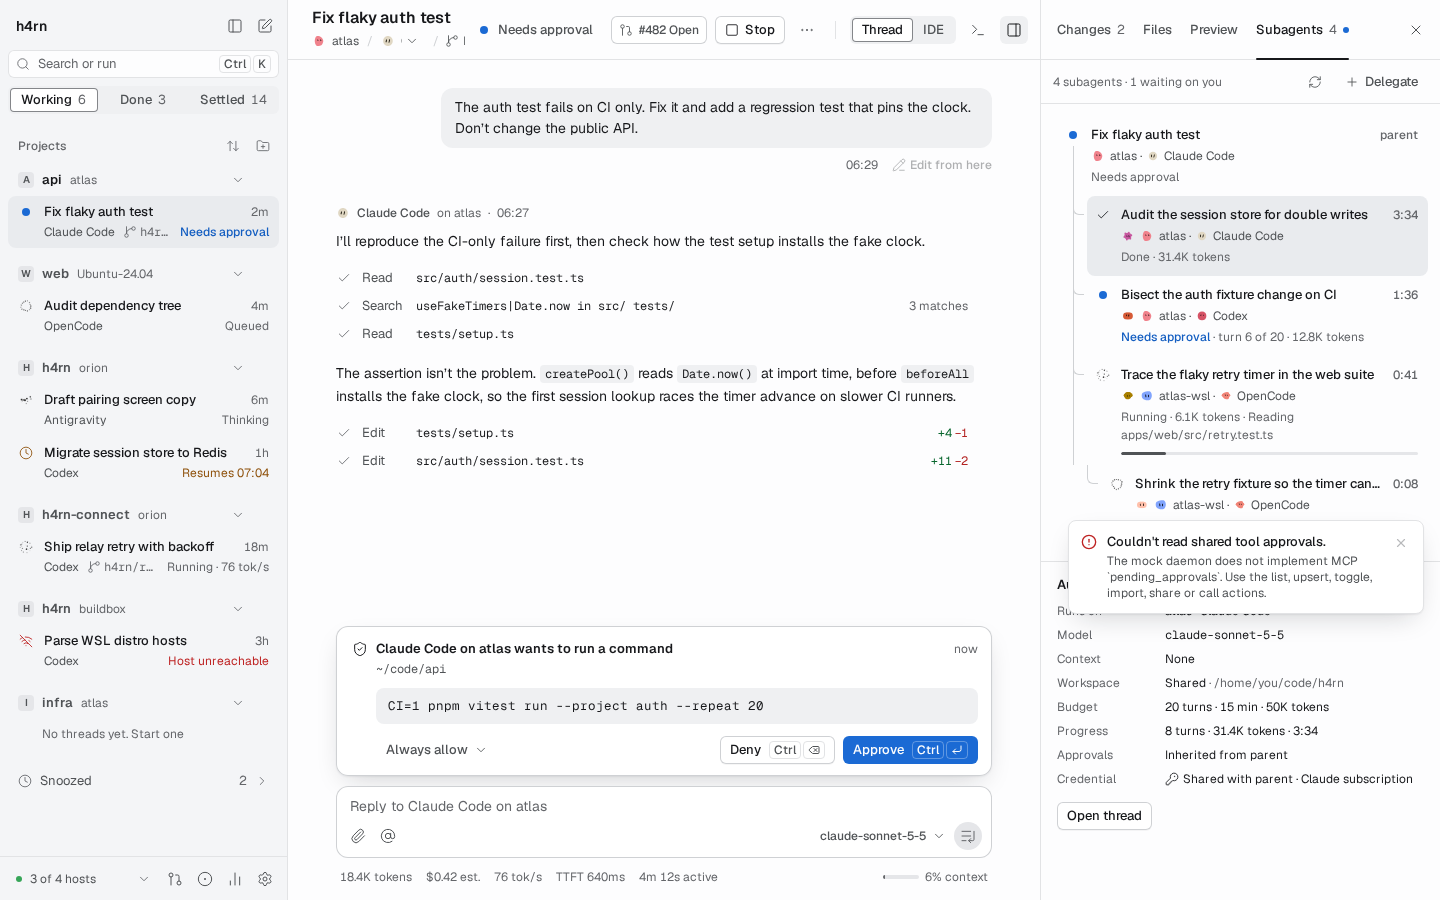 h4rn
Search or run Ctrl K
Working 6 Done 3 Settled 14
Projects
A api atlas
Fix flaky auth test 2m
Claude Code h4r... Needs approval
W web Ubuntu-24.04
Audit dependency tree 4m
OpenCode Queued
H h4rn orion
Draft pairing screen copy 6m
Antigravity Thinking
Migrate session store to Redis 1h
Codex Resumes 07:04
H h4rn-connect orion
Ship relay retry with backoff 18m
Codex h4rn/r... Running · 76 tok/s
H h4rn buildbox
Parse WSL distro hosts 3h
Codex Host unreachable
I infra atlas
No threads yet. Start one
Snoozed 2
3 of 4 hosts
Fix flaky auth test
atlas / /
Needs approval
#482 Open
Stop
Thread IDE
The auth test fails on CI only. Fix it and add a regression test that pins the clock.
Don't change the public API.
06:29 Edit from here
Claude Code on atlas · 06:27
I'll reproduce the CI-only failure first, then check how the test setup installs the fake clock.
Read src/auth/session.test.ts
Search useFakeTimers|Date.now in src/ tests/ 3 matches
Read tests/setup.ts
The assertion isn't the problem. createPool() reads Date.now() at import time, before beforeAll
installs the fake clock, so the first session lookup races the timer advance on slower CI runners.
Edit tests/setup.ts +4 −1
Edit src/auth/session.test.ts +11 −2
Claude Code on atlas wants to run a command now
~/code/api
CI=1 pnpm vitest run --project auth --repeat 20
Always allow Deny Ctrl Approve Ctrl
Reply to Claude Code on atlas
claude-sonnet-5-5
18.4K tokens $0.42 est. 76 tok/s TTFT 640ms 4m 12s active 6% context
Changes 2 Files Preview Subagents 4
4 subagents · 1 waiting on you Delegate
Fix flaky auth test parent
atlas · Claude Code
Needs approval
Audit the session store for double writes 3:34
atlas · Claude Code
Done · 31.4K tokens
Bisect the auth fixture change on CI 1:36
atlas · Codex
Needs approval · turn 6 of 20 · 12.8K tokens
Trace the flaky retry timer in the web suite 0:41
atlas-wsl · OpenCode
Running · 6.1K tokens · Reading
apps/web/src/retry.test.ts
Shrink the retry fixture so the timer can... 0:08
atlas-wsl · OpenCode
Couldn't read shared tool approvals.
The mock daemon does not implement MCP
`pending_approvals`. Use the list, upsert, toggle,
import, share or call actions.
Model claude-sonnet-5-5
Context None
Workspace Shared · /home/you/code/h4rn
Budget 20 turns · 15 min · 50K tokens
Progress 8 turns · 31.4K tokens · 3:34
Approvals Inherited from parent
Credential Shared with parent · Claude subscription
Open thread